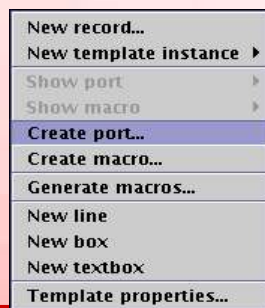 New record...
New template instance
Show port
Show macro
Create port...
Create macro...
Generate macros...
New line
New box
New textbox
Template properties...